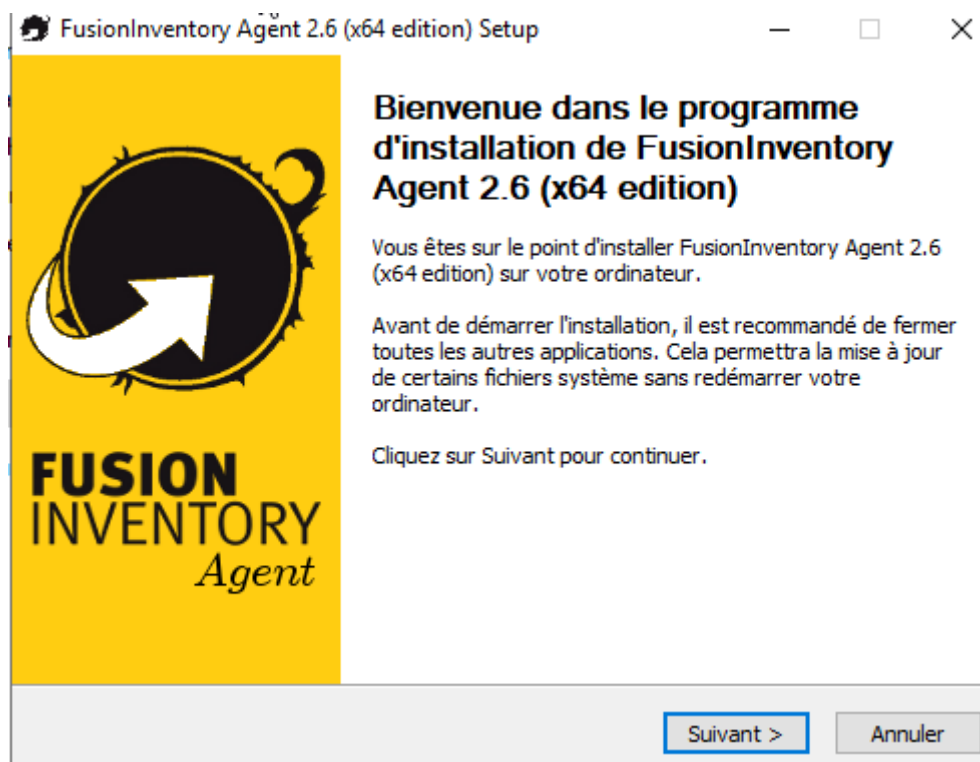 FusionInventory Agent 2.6 (x64 edition) Setup
Bienvenue dans le programme
d'installation de FusionInventory
Agent 2.6 (x64 edition)
Vous êtes sur le point d'installer FusionInventory Agent 2.6
(x64 edition) sur votre ordinateur.
Avant de démarrer l'installation, il est recommandé de fermer
toutes les autres applications. Cela permettra la mise à jour
de certains fichiers système sans redémarrer votre
ordinateur.
Cliquez sur Suivant pour continuer.
FUSION
INVENTORY
Agent
Suivant >
Annuler